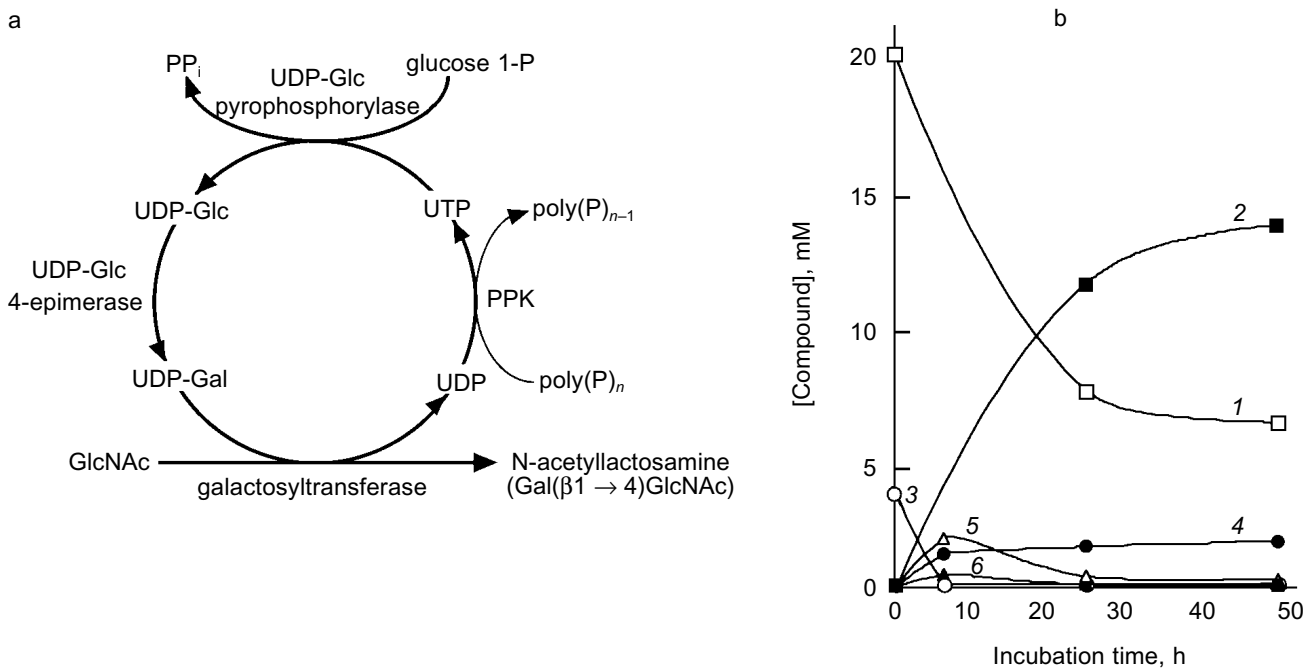 a
PPi
glucose 1-P
UDP-Glc
pyrophosphorylase
UDP-Glc
UTP
poly(P)n–1
UDP-Glc
4-epimerase
PPK
UDP-Gal
UDP
poly(P)n
GlcNAc
galactosyltransferase
N-acetyllactosamine
(Gal(β1 → 4)GlcNAc)
b
[Compound], mM
20
15
10
5
0
1
2
3
4
5
6
0 10 20 30 40 50
Incubation time, h